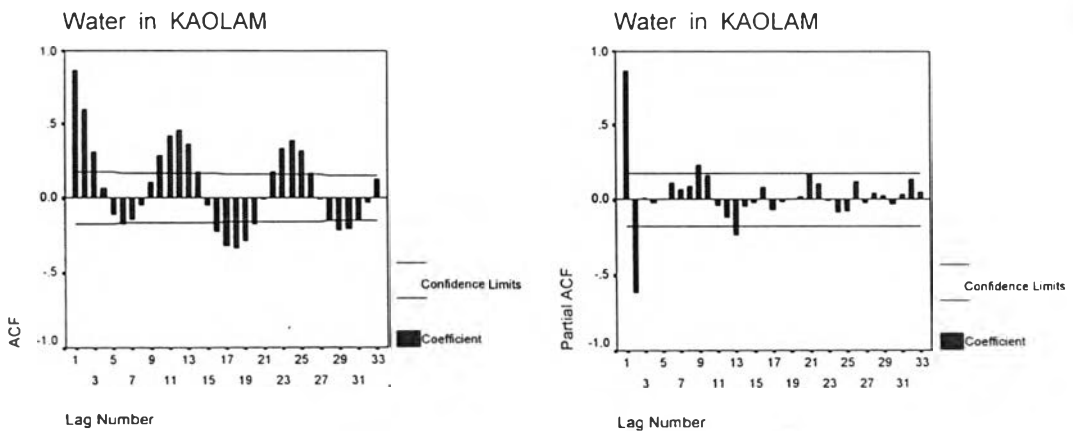 Water in KAOLAM
1.0
.5
0.0
-.5
-1.0
ACF
1 5 9 13 17 21 25 29 33
3 7 11 15 19 23 27 31
Lag Number
Confidence Limits
Coefficient
Water in KAOLAM
1.0
.5
0.0
-.5
-1.0
Partial ACF
1 5 9 13 17 21 25 29 33
3 7 11 15 19 23 27 31
Lag Number
Confidence Limits
Coefficient